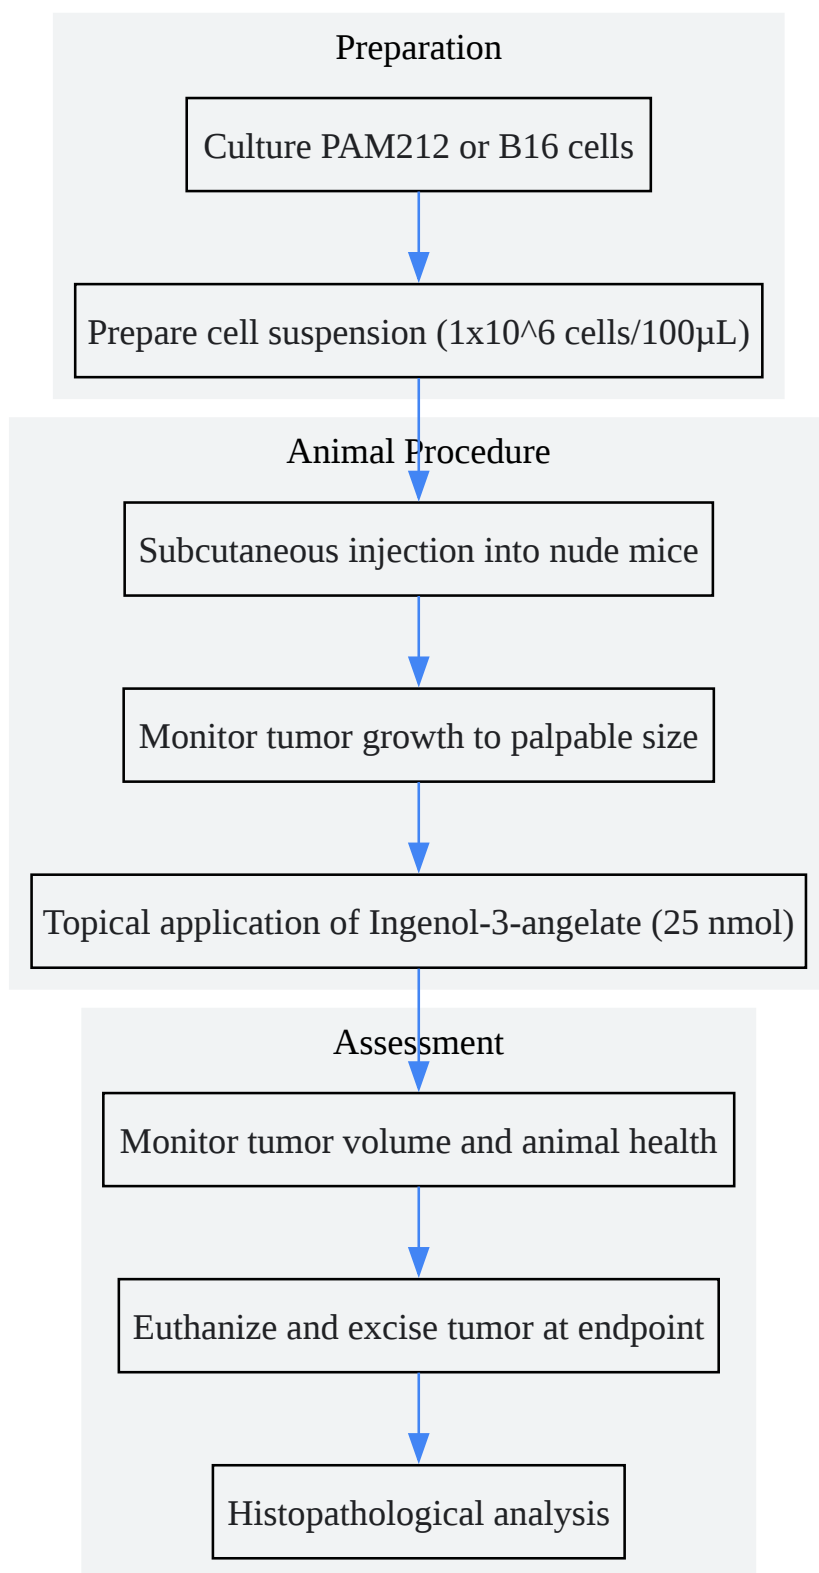 Preparation
Culture PAM212 or B16 cells
Prepare cell suspension (1x10^6 cells/100µL)
Animal Procedure
Subcutaneous injection into nude mice
Monitor tumor growth to palpable size
Topical application of Ingenol-3-angelate (25 nmol)
Assessment
Monitor tumor volume and animal health
Euthanize and excise tumor at endpoint
Histopathological analysis